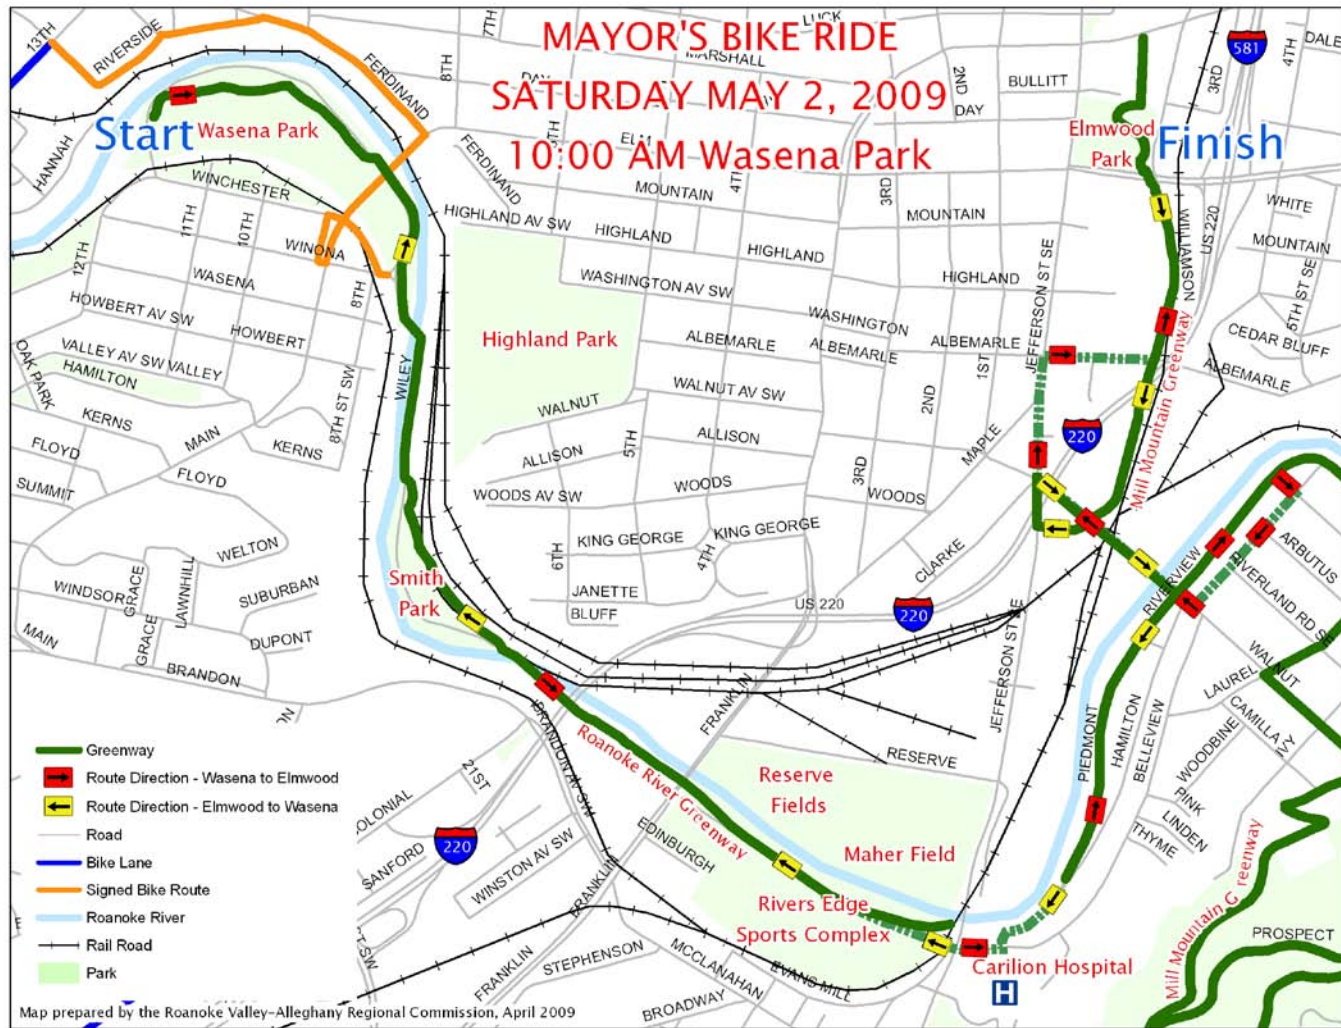 MAYOR'S BIKE RIDE
SATURDAY MAY 2, 2009
10:00 AM Wasena Park
13TH
RIVERSIDE
FERDINAND
7TH
8TH
LUCK
MARSHALL
DAY
ELM
5TH
4TH
2ND
BULLITT
DAY
3RD
581
4TH
DALE
Start
Wasena Park
HANNAH
FERDINAND
MOUNTAIN
3RD
MOUNTAIN
Elmwood
Park
Finish
WHITE
MOUNTAIN
WINCHESTER
11TH
10TH
WINONA
12TH
WASENA
8TH
HIGHLAND AV SW
HIGHLAND
HIGHLAND
HIGHLAND
WILLIAMSON
US 220
5TH ST SE
JEFFERSON ST SE
HOWBERT AV SW
HOWBERT
WASHINGTON AV SW
WASHINGTON
CEDAR BLUFF
VALLEY AV SW
VALLEY
OAK PARK
HAMILTON
WILEY
Highland Park
ALBEMARLE
ALBEMARLE
ALBEMARLE
ALBEMARLE
1ST
2ND
KERNS
MAIN
KERNS
8TH ST SW
WALNUT
WALNUT AV SW
FLOYD
FLOYD
SUMMIT
ALLISON
5TH
ALLISON
MAPLE
220
Mill Mountain Greenway
WOODS AV SW
WOODS
3RD
WOODS
WELTON
KING GEORGE
KING GEORGE
6TH
4TH
CLARKE
RIVERVIEW
ARBUTUS
RIVERLAND RD S
WINDSOR
GRACE
LAWNHILL
SUBURBAN
Smith
Park
JANETTE
BLUFF
US 220
220
MAIN
GRACE
DUPONT
BRANDON
JEFFERSON ST SE
WALNUT
LAUREL
CAMILLA
IVY
FRANKLIN
BRANDON AV SW
Roanoke River Greenway
RESERVE
Reserve
Fields
PIEDMONT
HAMILTON
BELLEVIEW
WOODBINE
PINK
LINDEN
THYME
Greenway
Route Direction - Wasena to Elmwood
Route Direction - Elmwood to Wasena
Road
Bike Lane
Signed Bike Route
Roanoke River
Rail Road
Park
21ST
OLONIAL
SANFORD
220
WINSTON AV SW
EDINBURGH
Maher Field
Rivers Edge
Sports Complex
FRANKLIN
FRANKLIN
STEPHENSON
MCCLANAHAN
EVANS MILL
BROADWAY
Carilion Hospital
H
Mill Mountain G reenway
PROSPECT
Map prepared by the Roanoke Valley-Alleghany Regional Commission, April 2009